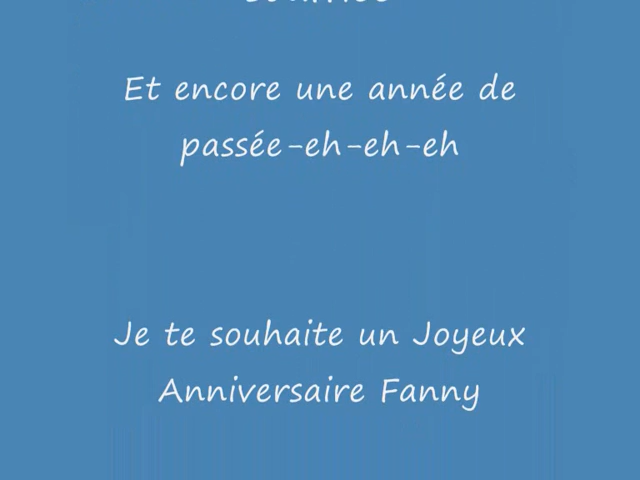 Et encore une année de
passée-eh-eh-eh
Je te souhaite un Joyeux
Anniversaire Fanny